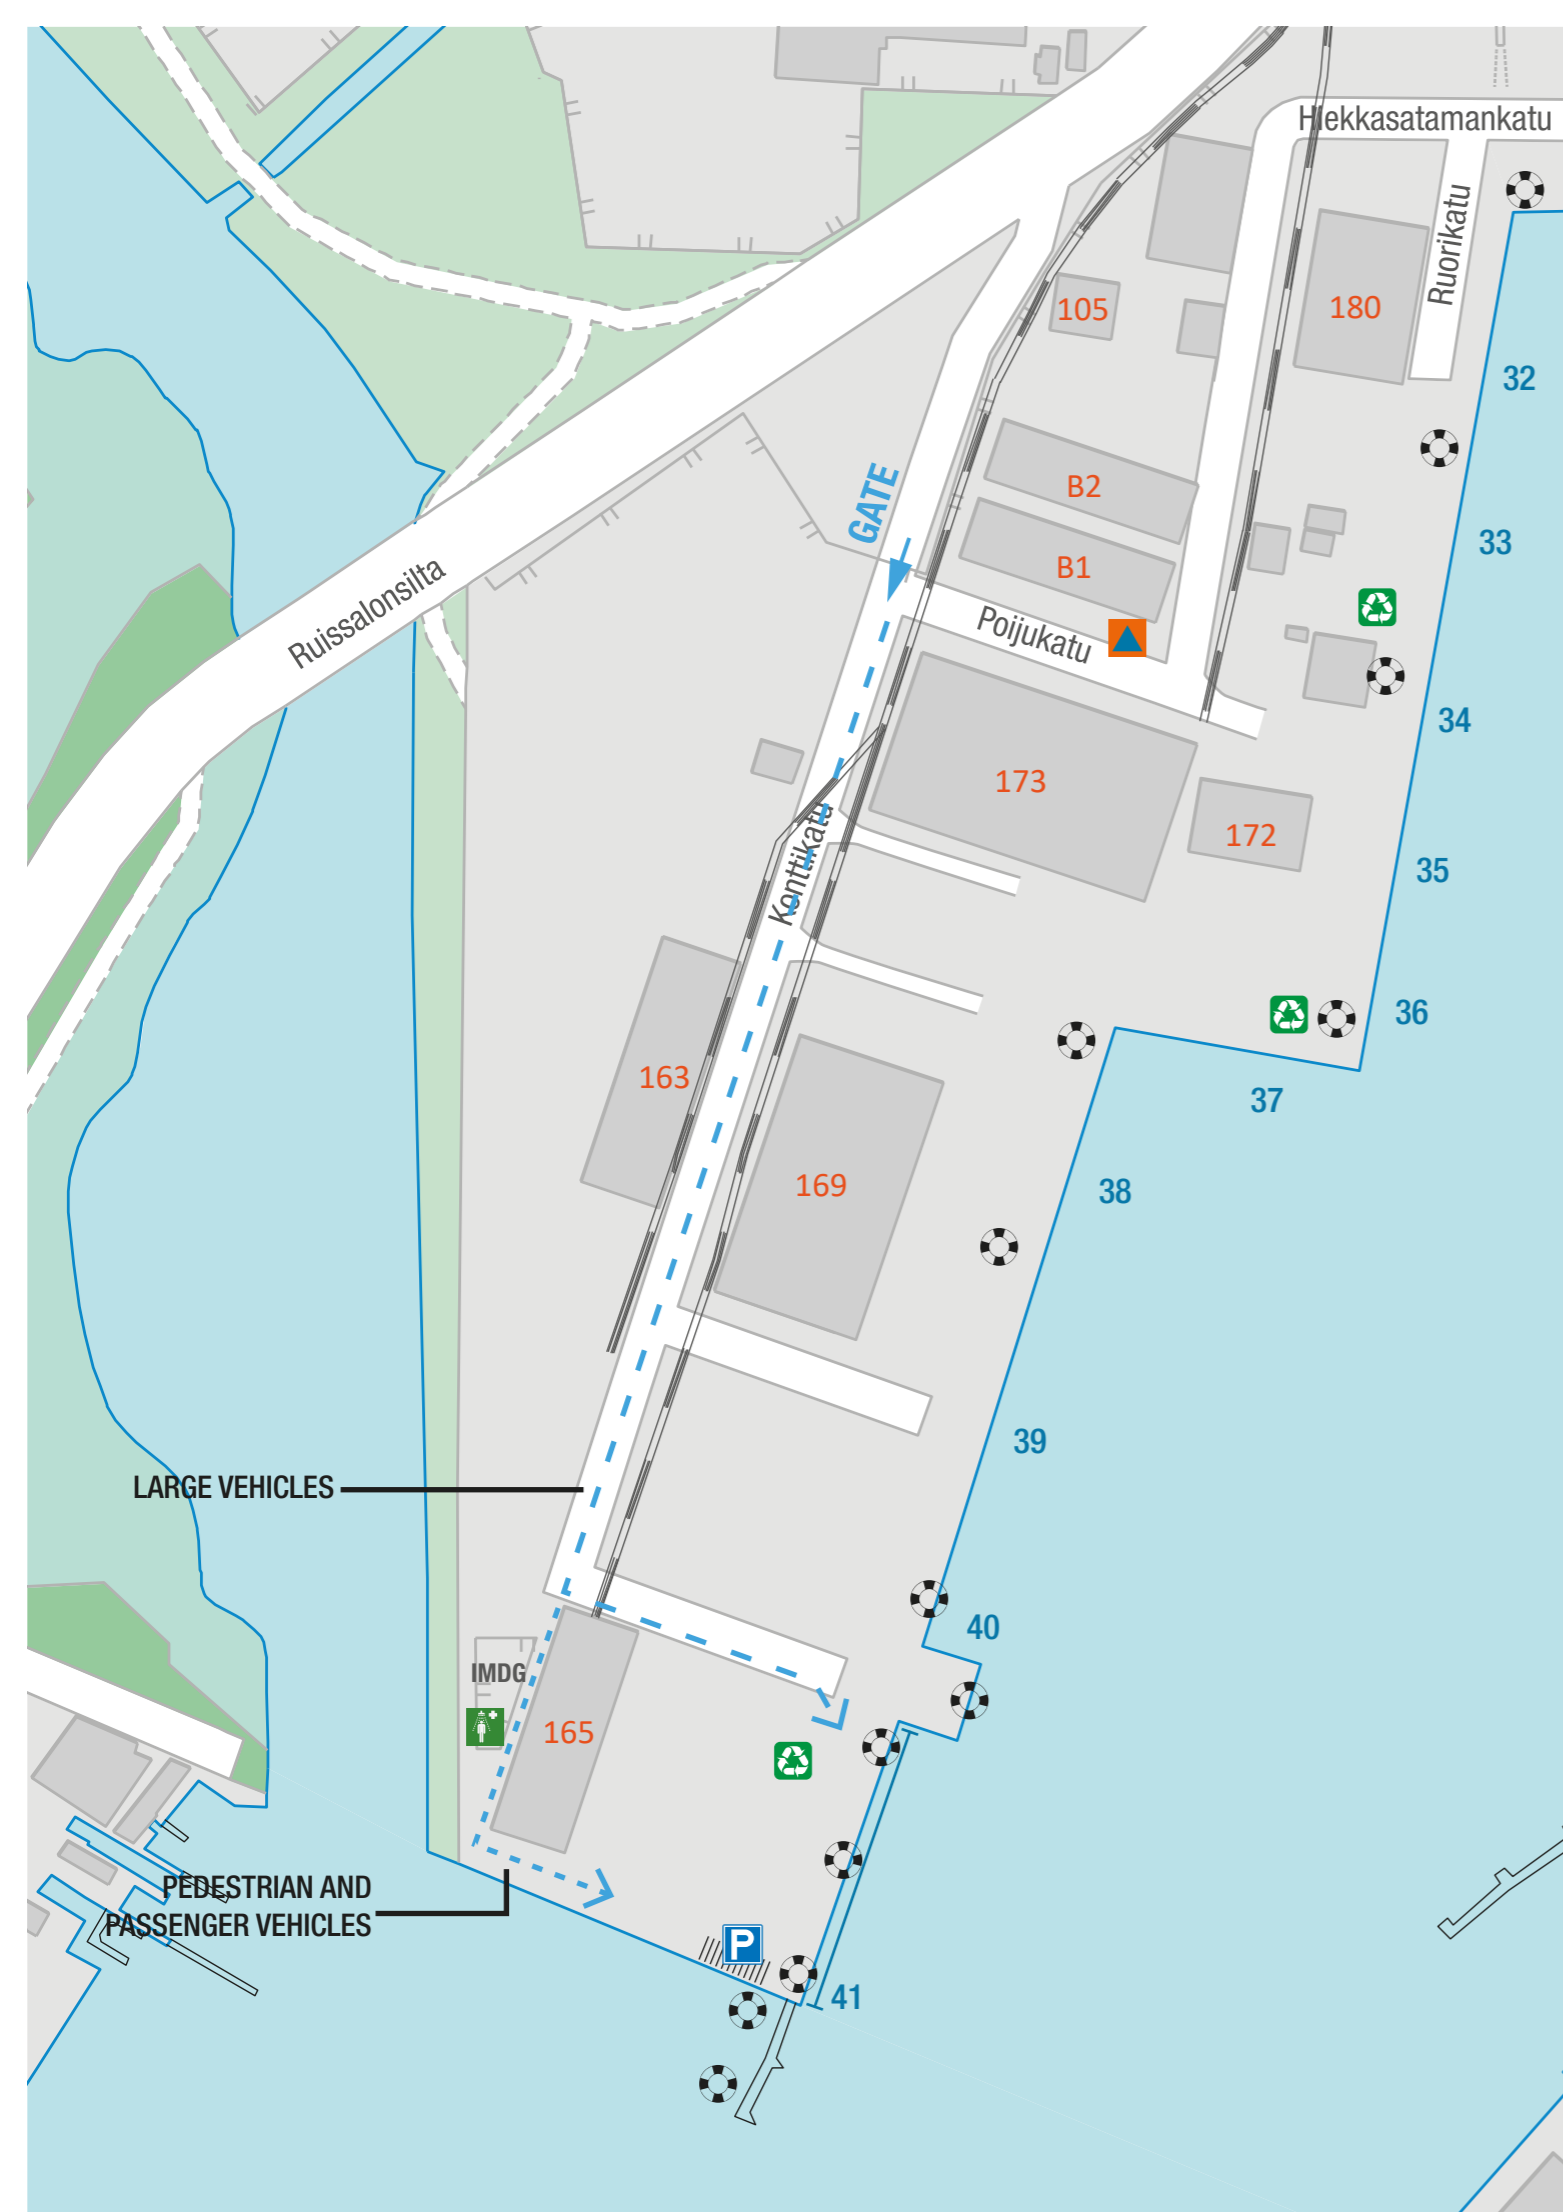 Hiekkasatamankatu
Ruorikatu
105
180
32
B2
GATE
33
B1
Ruissalonsilta
Poijukatu
34
173
172
Konttikatu
35
36
163
37
169
38
39
LARGE VEHICLES
40
IMDG
165
PEDESTRIAN AND
PASSENGER VEHICLES
P
41